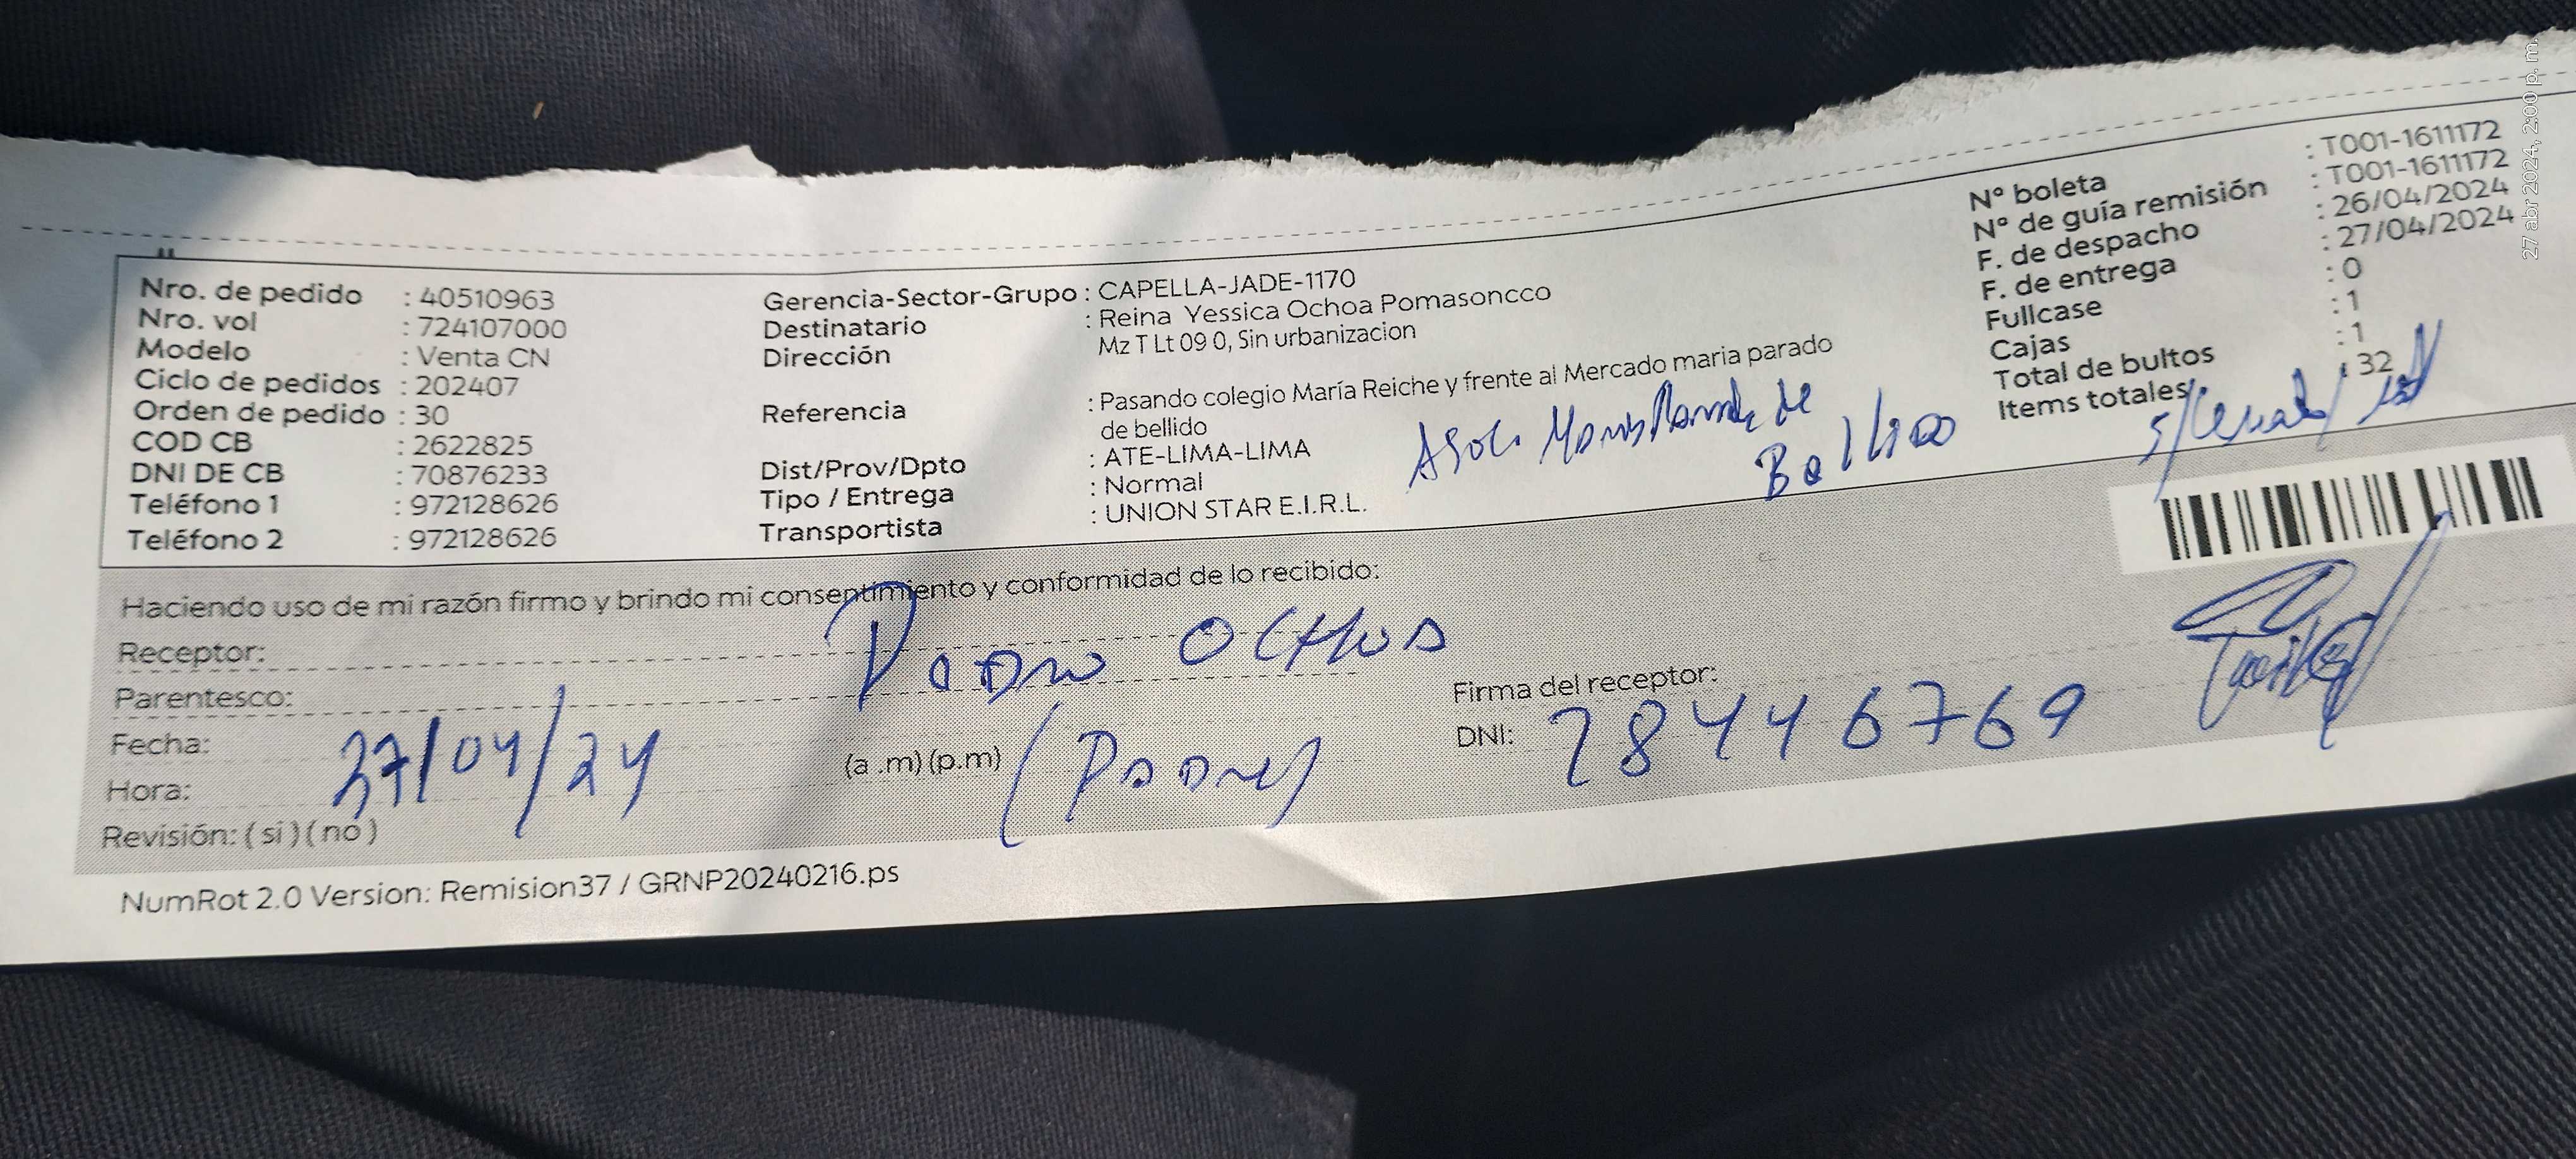 27 abr 2024, 2:00 p. m.
Nro. de pedido : 40510963
Nro. vol : 724107000
Modelo : Venta CN
Ciclo de pedidos : 202407
Orden de pedido : 30
COD CB : 2622825
DNI DE CB : 70876233
Teléfono 1 : 972128626
Teléfono 2 : 972128626
Gerencia-Sector-Grupo : CAPELLA-JADE-1170
Destinatario : Reina Yessica Ochoa Pomasoncco
Dirección Mz T Lt 09 0, Sin urbanizacion
Referencia : Pasando colegio María Reiche y frente al Mercado maria parado
de bellido
Dist/Prov/Dpto : ATE-LIMA-LIMA
Tipo / Entrega : Normal
Transportista : UNION STAR E.I.R.L.
N° boleta : T001-1611172
N° de guía remisión : T001-1611172
F. de despacho : 26/04/2024
F. de entrega : 27/04/2024
Fullcase : 0
Cajas : 1
Total de bultos : 1
Items totales : 32
de
Bellido
Haciendo uso de mi razón firmo y brindo mi consentimiento y conformidad de lo recibido:
Receptor: OCHOA
Parentesco:
Fecha: 27/04/24
Hora: (a .m) (p.m) (Padre)
Revisión: ( si ) ( no )
Firma del receptor:
DNI: 28446769
NumRot 2.0 Version: Remision37 / GRNP20240216.ps